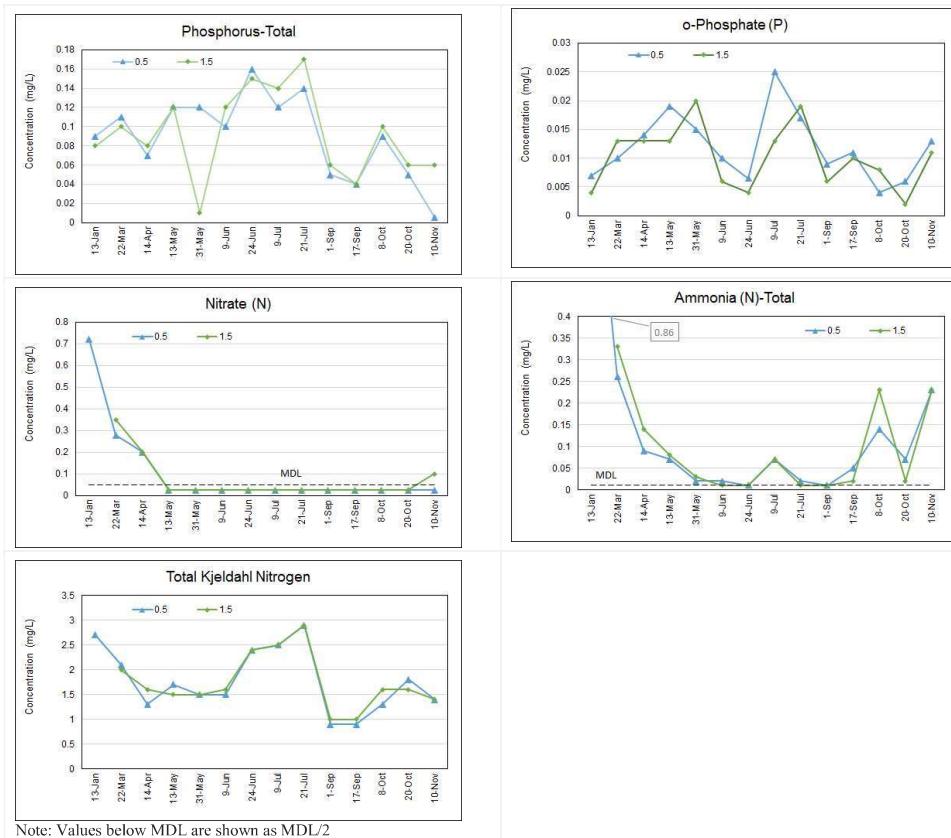 Phosphorus-Total
0.5 1.5
Concentration (mg/L)
0.18
0.16
0.14
0.12
0.1
0.08
0.06
0.04
0.02
0
13-Jan 22-Mar 14-Apr 13-May 31-May 9-Jun 24-Jun 9-Jul 21-Jul 1-Sep 17-Sep 8-Oct 20-Oct 10-Nov
o-Phosphate (P)
0.5 1.5
Concentration (mg/L)
0.03
0.025
0.02
0.015
0.01
0.005
0
13-Jan 22-Mar 14-Apr 13-May 31-May 9-Jun 24-Jun 9-Jul 21-Jul 1-Sep 17-Sep 8-Oct 20-Oct 10-Nov
Nitrate (N)
0.5 1.5
Concentration (mg/L)
0.8
0.7
0.6
0.5
0.4
0.3
0.2
0.1
0
MDL
13-Jan 22-Mar 14-Apr 13-May 31-May 9-Jun 24-Jun 9-Jul 21-Jul 1-Sep 17-Sep 8-Oct 20-Oct 10-Nov
Ammonia (N)-Total
0.86
0.5 1.5
Concentration (mg/L)
0.4
0.35
0.3
0.25
0.2
0.15
0.1
0.05
0
MDL
13-Jan 22-Mar 14-Apr 13-May 31-May 9-Jun 24-Jun 9-Jul 21-Jul 1-Sep 17-Sep 8-Oct 20-Oct 10-Nov
Total Kjeldahl Nitrogen
0.5 1.5
Concentration (mg/L)
3.5
3
2.5
2
1.5
1
0.5
0
13-Jan 22-Mar 14-Apr 13-May 31-May 9-Jun 24-Jun 9-Jul 21-Jul 1-Sep 17-Sep 8-Oct 20-Oct 10-Nov
Note: Values below MDL are shown as MDL/2